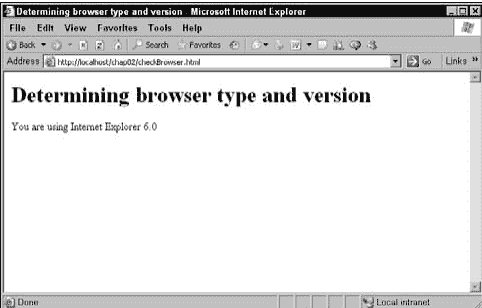 Determining browser type and version - Microsoft Internet Explorer
File Edit View Favorites Tools Help
Back Search Favorites
Address http://localhost/chap02/checkBrowser.html Go Links »
Determining browser type and version
You are using Internet Explorer 6.0
Done Local intranet